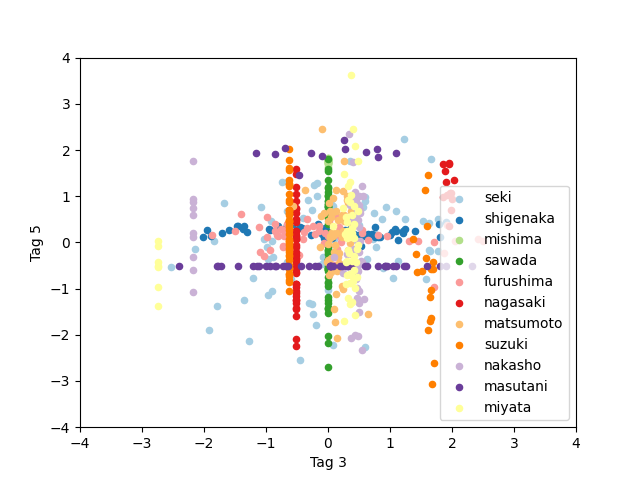 4
3
2
1
0
−1
−2
−3
−4
Tag 5
−4
−3
−2
−1
0
1
2
3
4
Tag 3
seki
shigenaka
mishima
sawada
furushima
nagasaki
matsumoto
suzuki
nakasho
masutani
miyata